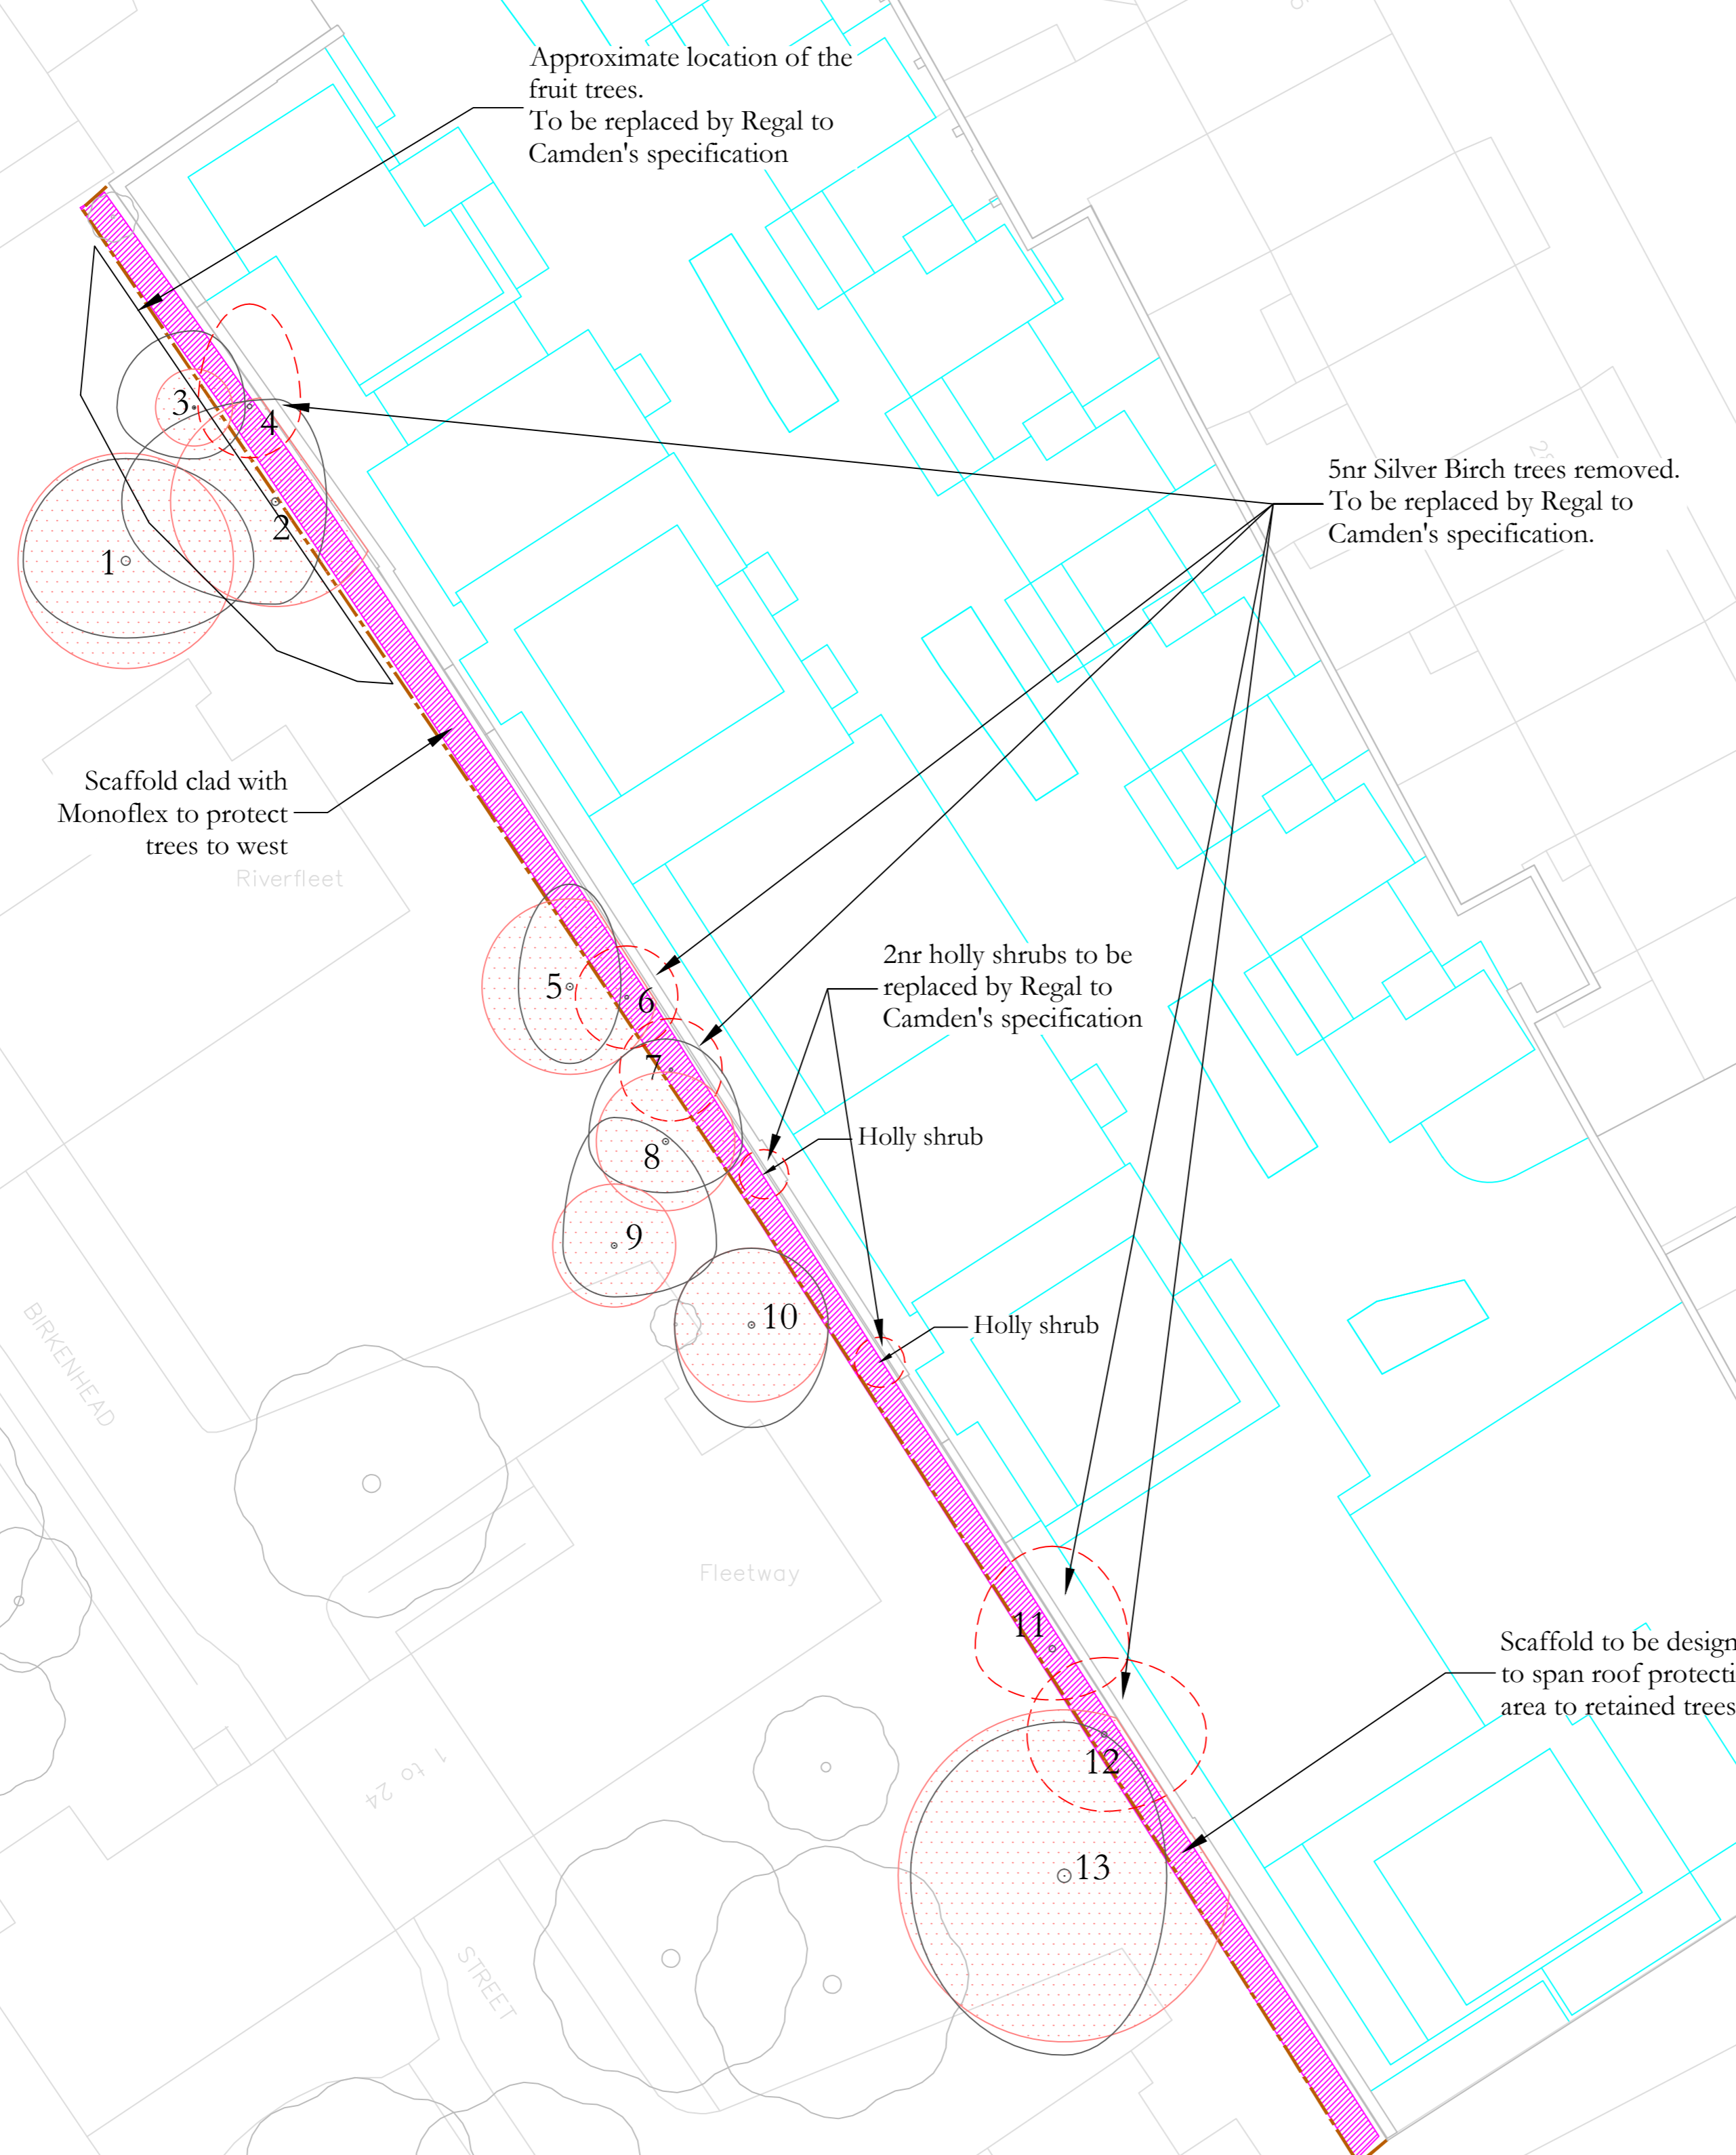 Approximate location of the
fruit trees.
To be replaced by Regal to
Camden's specification
3
4
2
1
5nr Silver Birch trees removed.
To be replaced by Regal to
Camden's specification.
Scaffold clad with
Monoflex to protect
trees to west
Riverfleet
5
6
7
8
9
10
2nr holly shrubs to be
replaced by Regal to
Camden's specification
Holly shrub
Holly shrub
BIRKENHEAD
Fleetway
11
12
13
1 to 24
STREET
Scaffold to be design
to span roof protecti
area to retained trees